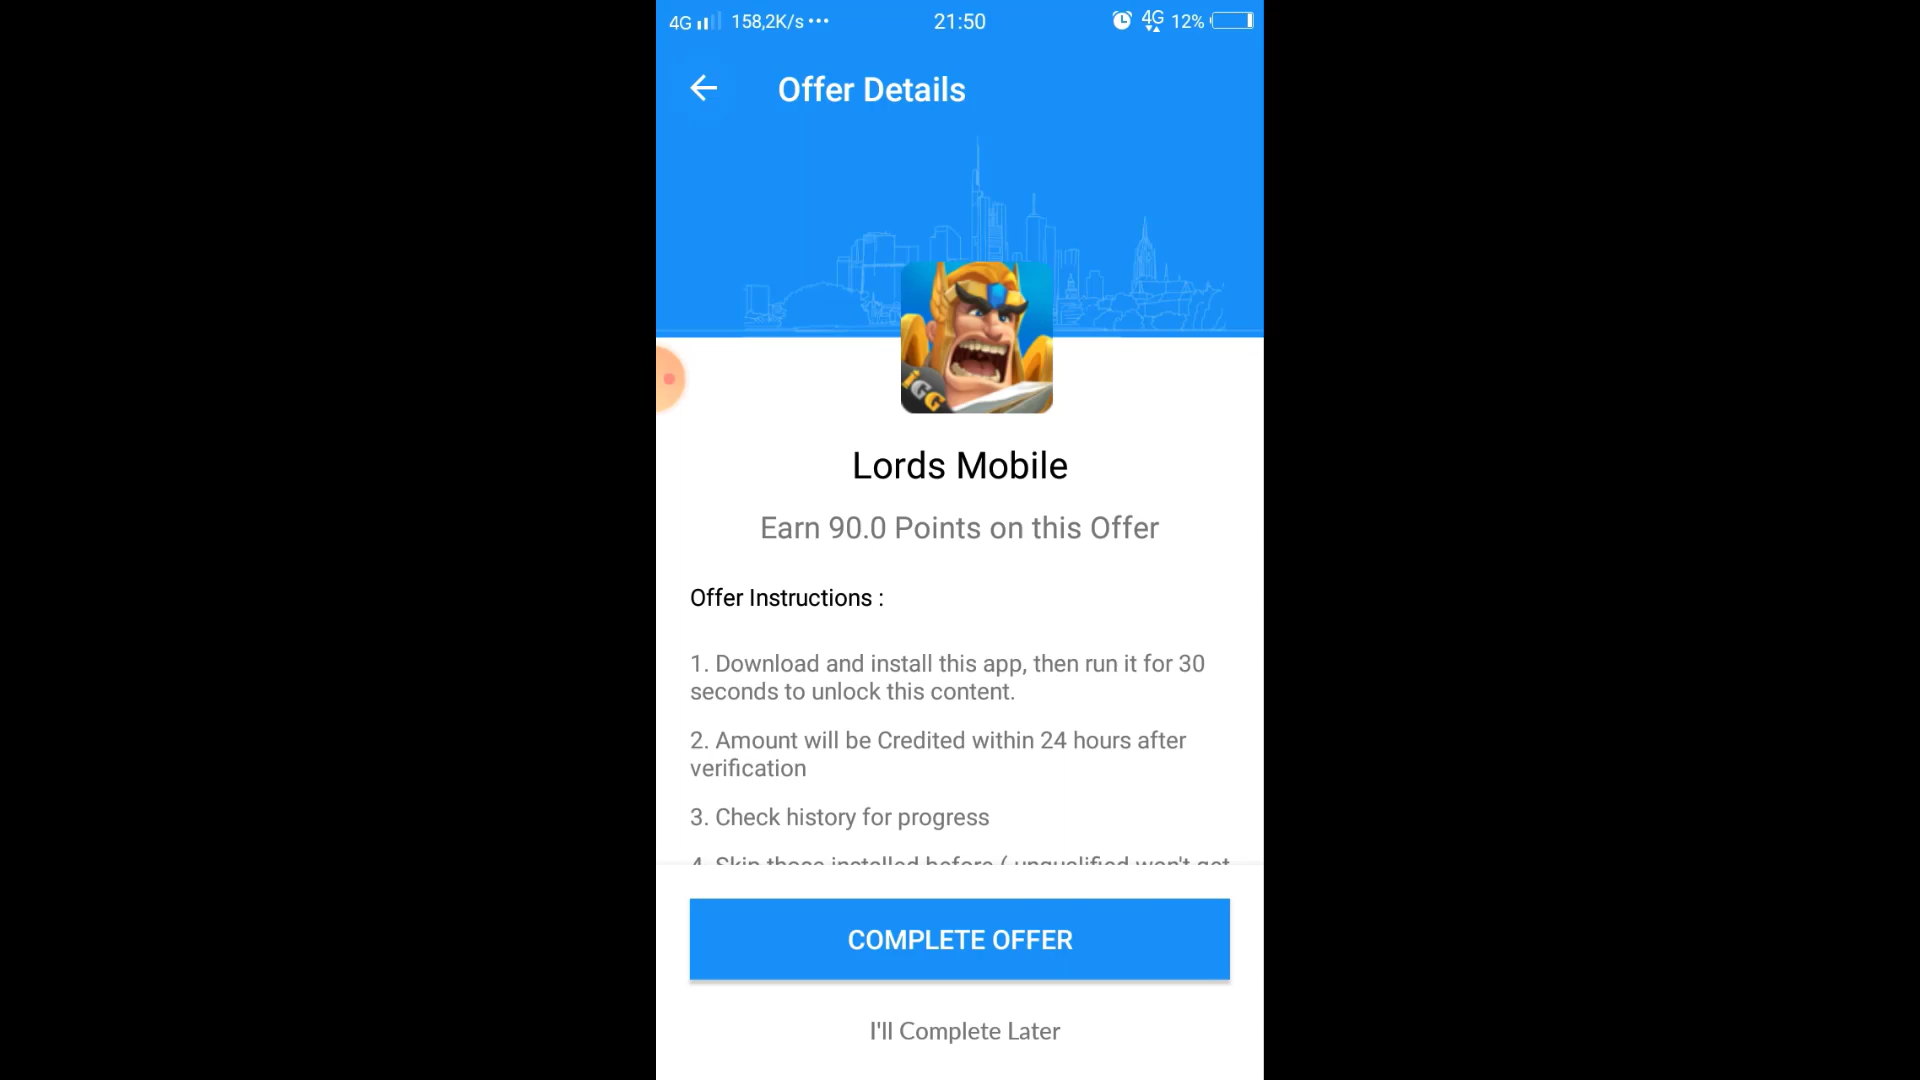 4G 158,2K/s ••• 21:50 4G 12%
Offer Details
IGG
Lords Mobile
Earn 90.0 Points on this Offer
Offer Instructions :
1. Download and install this app, then run it for 30
seconds to unlock this content.
2. Amount will be Credited within 24 hours after
verification
3. Check history for progress
4. Skip those installed before ( unqualified won't get
COMPLETE OFFER
I'll Complete Later